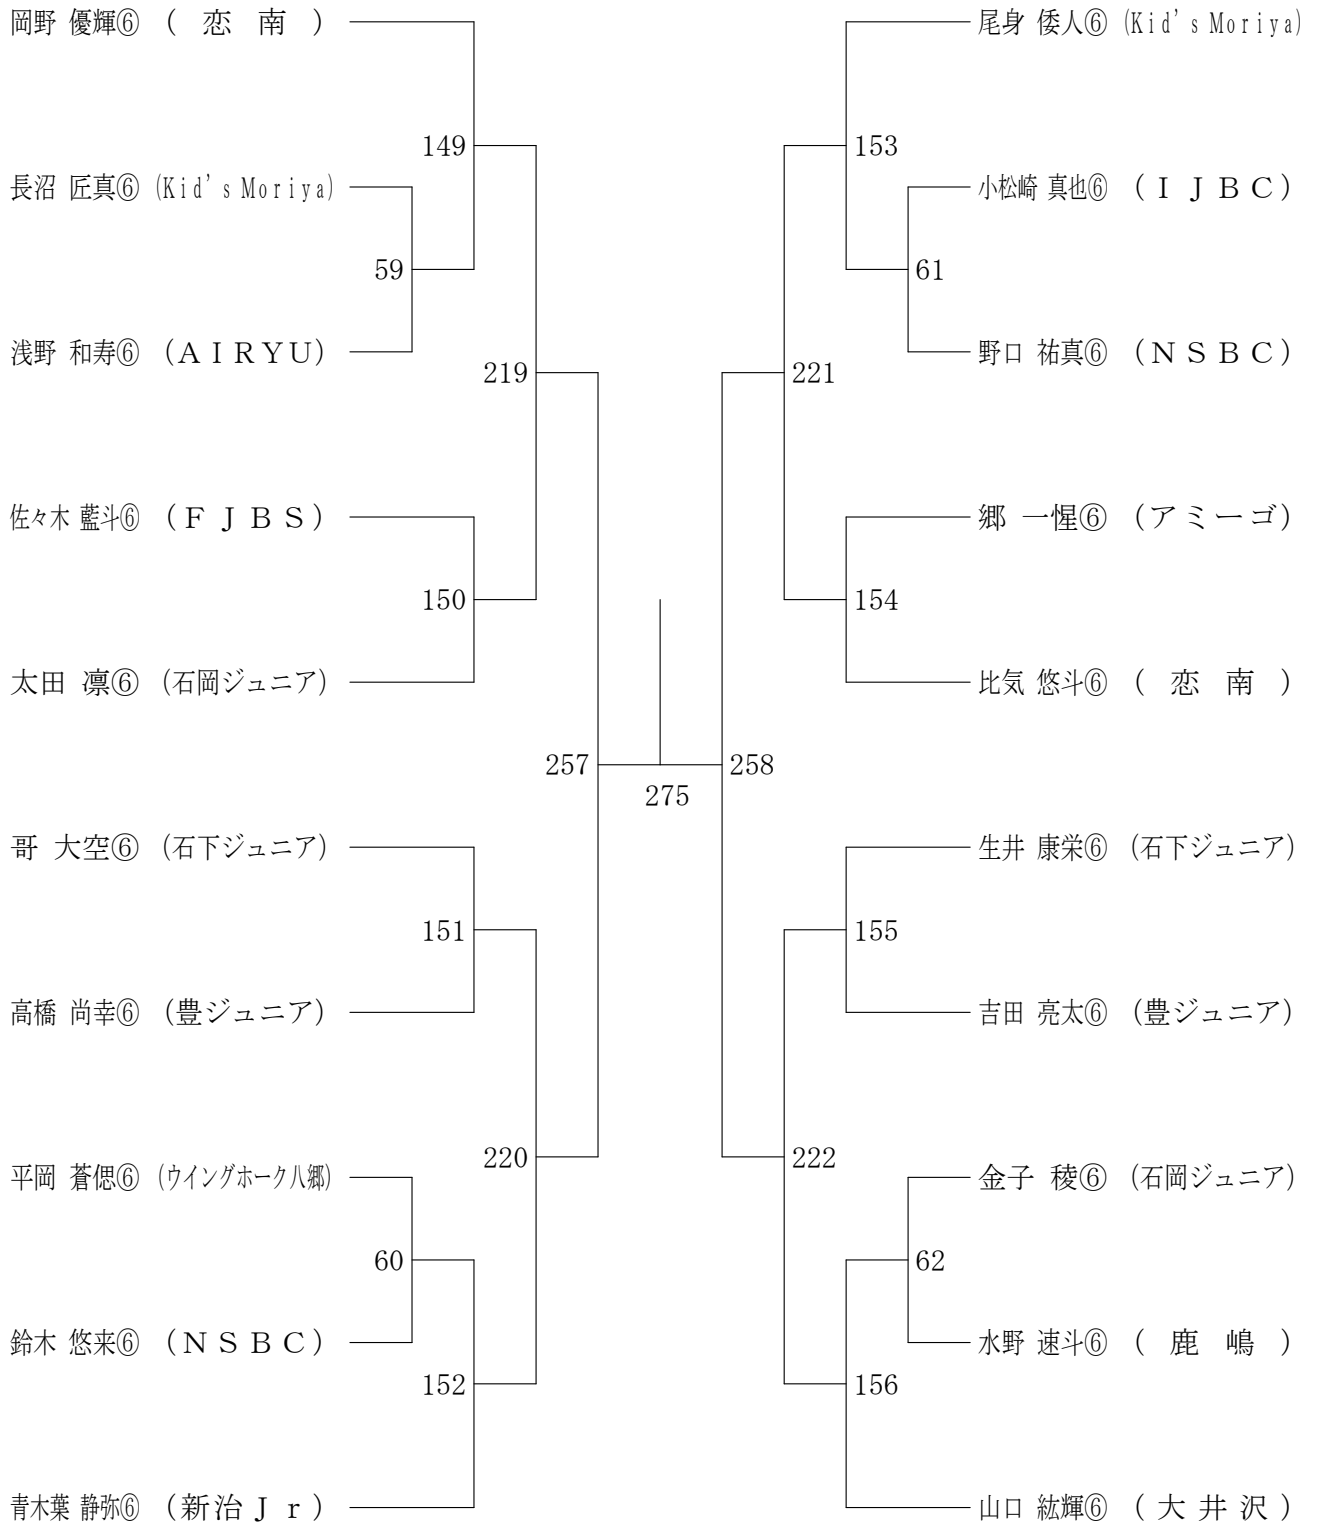 岡野 優輝⑥ （ 恋 南 ）
149
長沼 匠真⑥ (Kid's Moriya)
59
浅野 和寿⑥ （ＡＩＲＹＵ）
219
佐々木 藍斗⑥ （ＦＪＢＳ）
150
太田 凛⑥ （石岡ジュニア）
257
哥 大空⑥ （石下ジュニア）
151
高橋 尚幸⑥ （豊ジュニア）
220
平岡 蒼偲⑥ （ウイングホーク八郷）
60
鈴木 悠来⑥ （ＮＳＢＣ）
152
青木葉 静弥⑥ （新治Ｊｒ）
275
尾身 倭人⑥ (Kid's Moriya)
153
小松崎 真也⑥ （ＩＪＢＣ）
61
野口 祐真⑥ （ＮＳＢＣ）
221
郷 一惺⑥ （アミーゴ）
154
比気 悠斗⑥ （ 恋 南 ）
258
生井 康栄⑥ （石下ジュニア）
155
吉田 亮太⑥ （豊ジュニア）
222
金子 稜⑥ （石岡ジュニア）
62
水野 速斗⑥ （ 鹿 嶋 ）
156
山口 紘輝⑥ （大井沢）